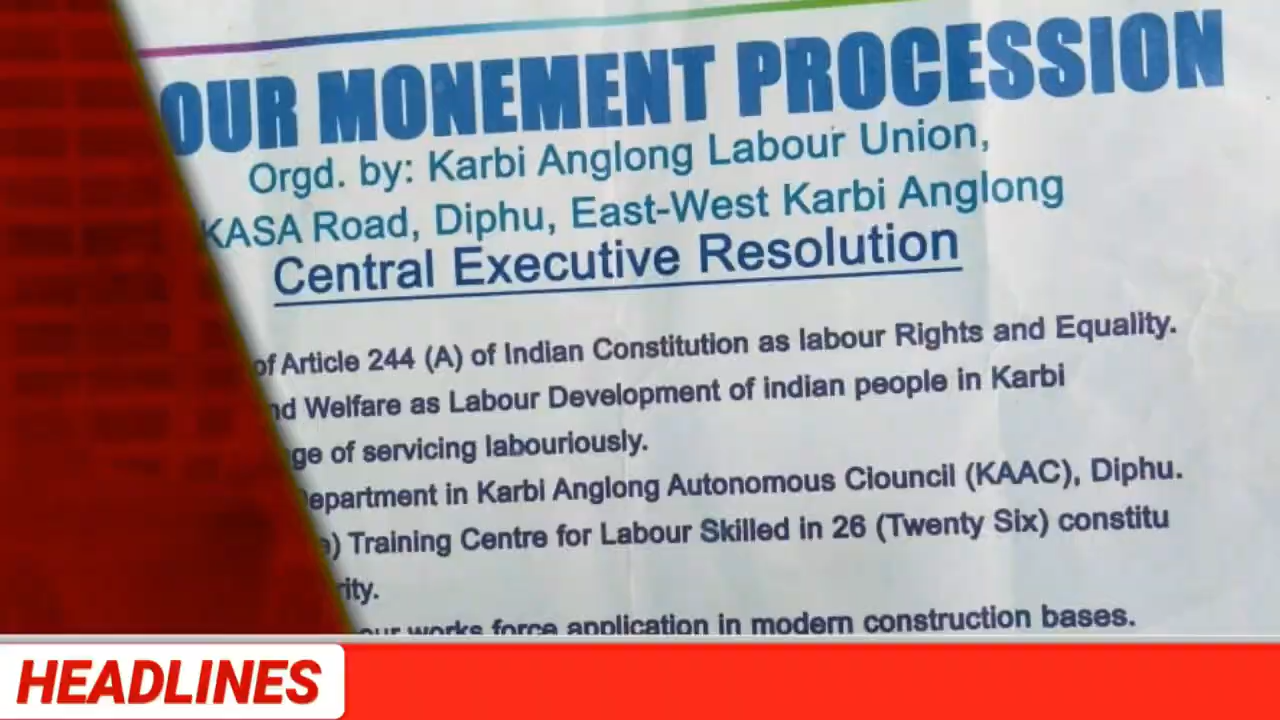 OUR MONEMENT PROCESSION
Orgd. by: Karbi Anglong Labour Union,
KASA Road, Diphu, East-West Karbi Anglong
Central Executive Resolution
of Article 244 (A) of Indian Constitution as labour Rights and Equality.
nd Welfare as Labour Development of indian people in Karbi
ge of servicing labouriously.
epartment in Karbi Anglong Autonomous Ciouncil (KAAC), Diphu.
) Training Centre for Labour Skilled in 26 (Twenty Six) constitu
rity.
our works force application in modern construction bases.
HEADLINES